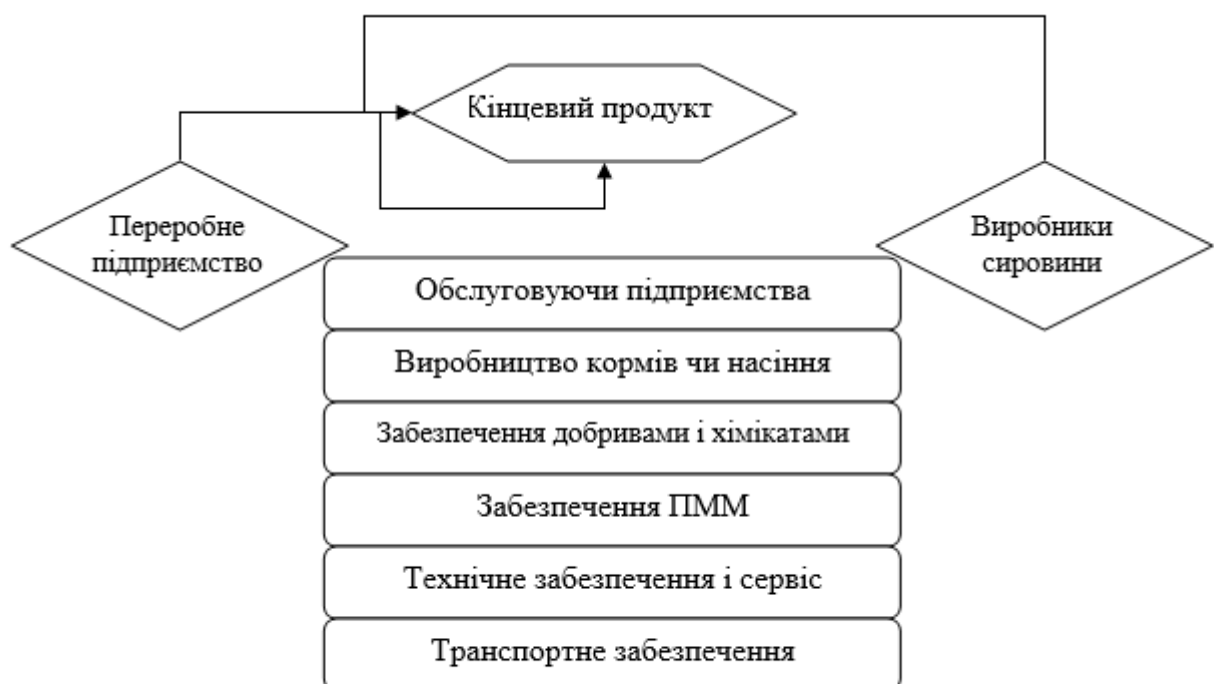 Кінцевий продукт
Переробне
підприємство
Виробники
сировини
Обслуговуючи підприємства
Виробництво кормів чи насіння
Забезпечення добривами і хімікатами
Забезпечення ПММ
Технічне забезпечення і сервіс
Транспортне забезпечення